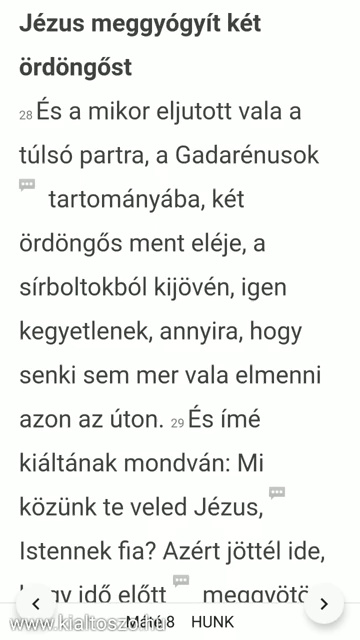 Jézus meggyógyít két
ördöngőst
28 És a mikor eljutott vala a
túlsó partra, a Gadarénusok
tartományába, két
ördöngős ment eléje, a
sírboltokból kijövén, igen
kegyetlenek, annyira, hogy
senki sem mer vala elmenni
azon az úton. 29 És ímé
kiáltának mondván: Mi
közünk te veled Jézus,
Istennek fia? Azért jöttél ide,
idő előtt
Máté 8 HUNK
www.kialtoszo.hu